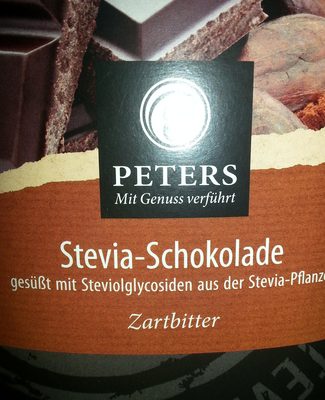 PETERS
Mit Genuss verführt
Stevia-Schokolade
gesüßt mit Steviolglycosiden aus der Stevia-Pflanze
Zartbitter